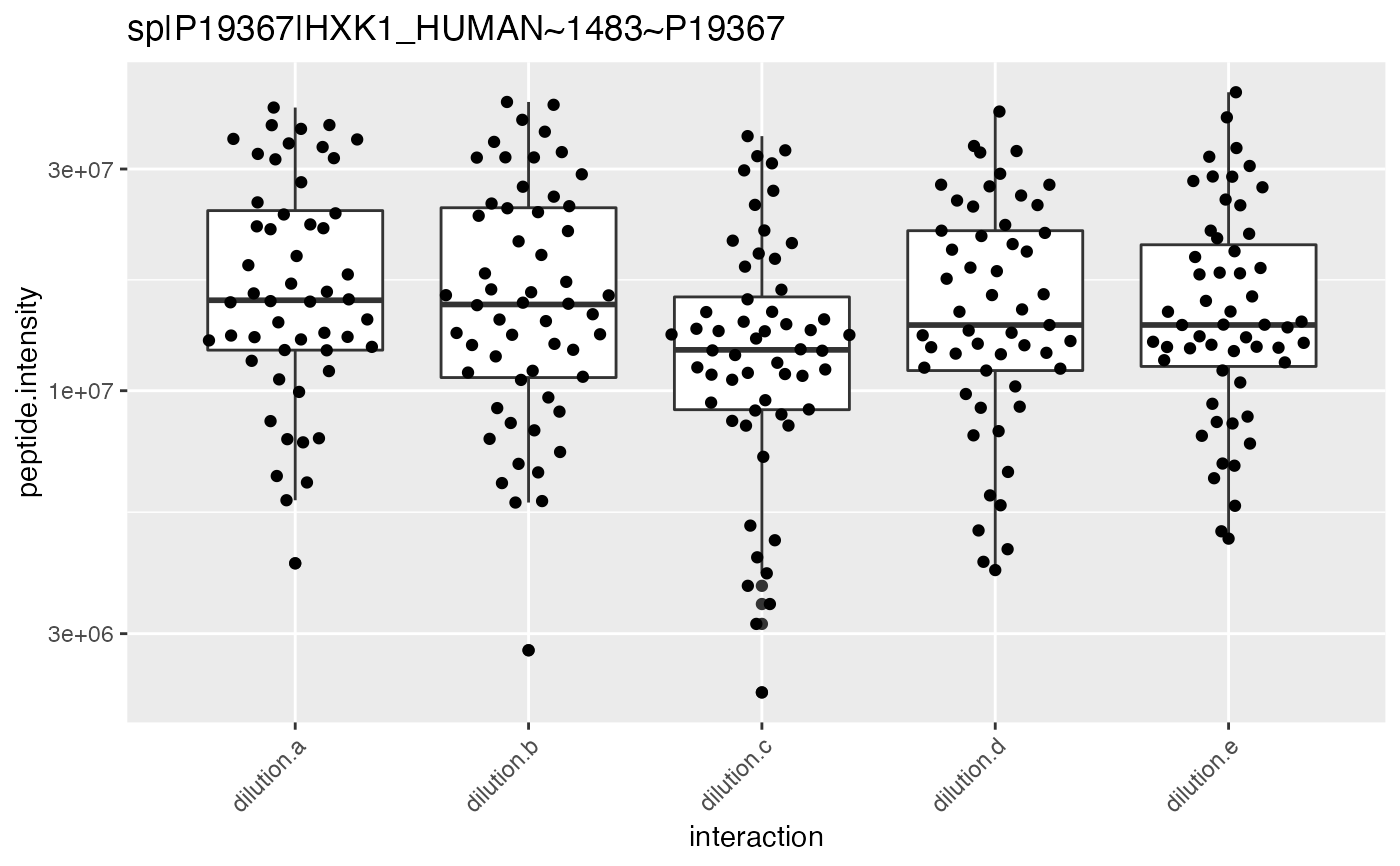 sp|P19367|HXK1_HUMAN~1483~P19367
peptide.intensity
3e+07
1e+07
3e+06
dilution.a
dilution.b
dilution.c
dilution.d
dilution.e
interaction